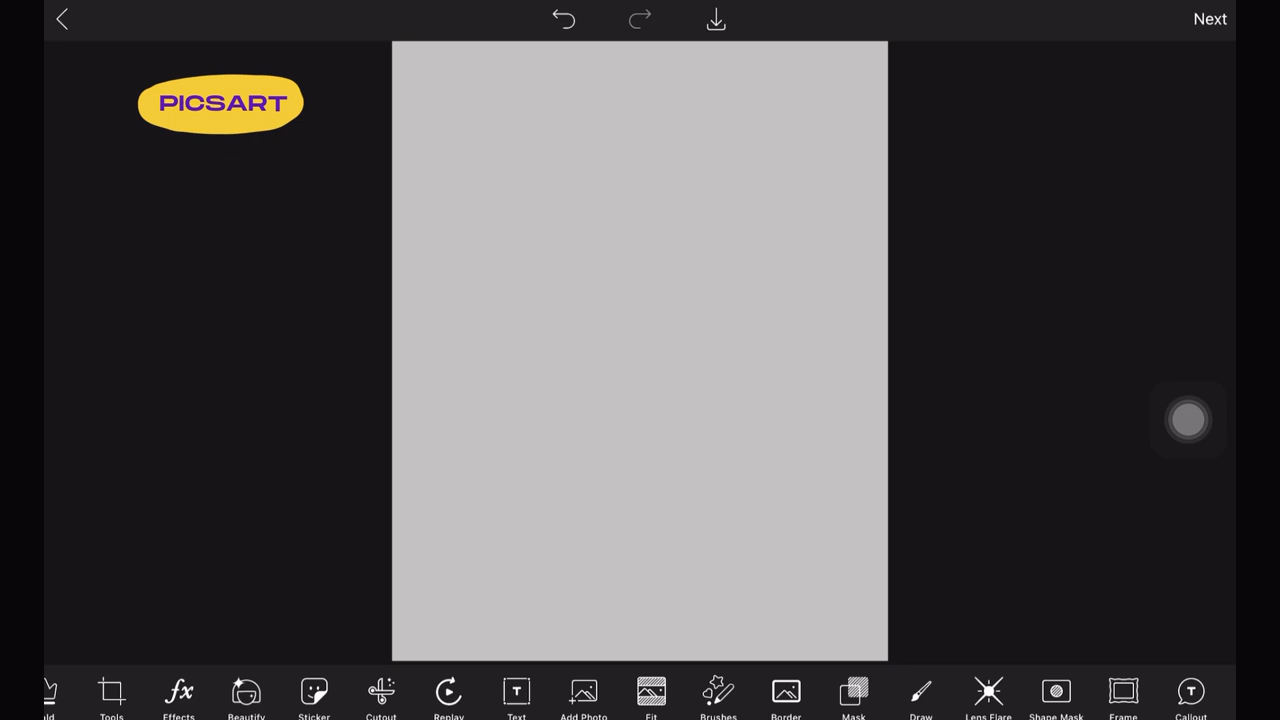 Next
PICSART
ld
Tools
Effects
Beautify
Sticker
Cutout
Replay
Text
Add Photo
Fit
Brushes
Border
Mask
Draw
Lens Flare
Shape Mask
Frame
Callout